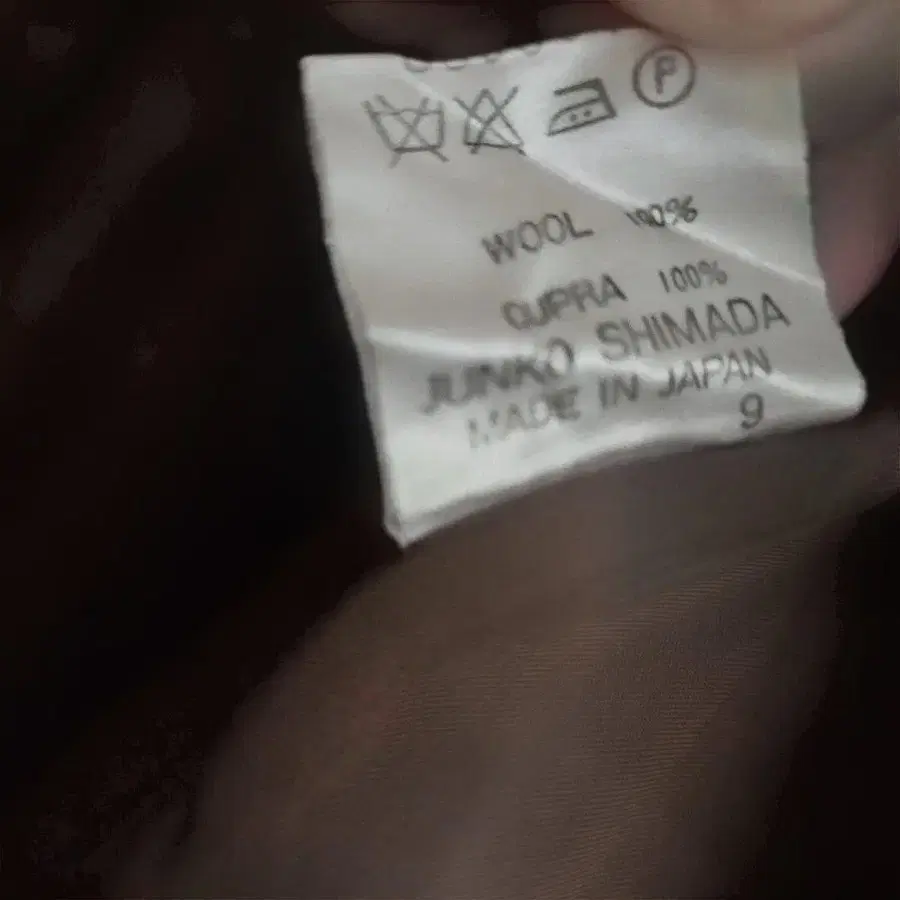 P
WOOL 100%
CUPRA 100%
JUNKO SHIMADA
MADE IN JAPAN
9